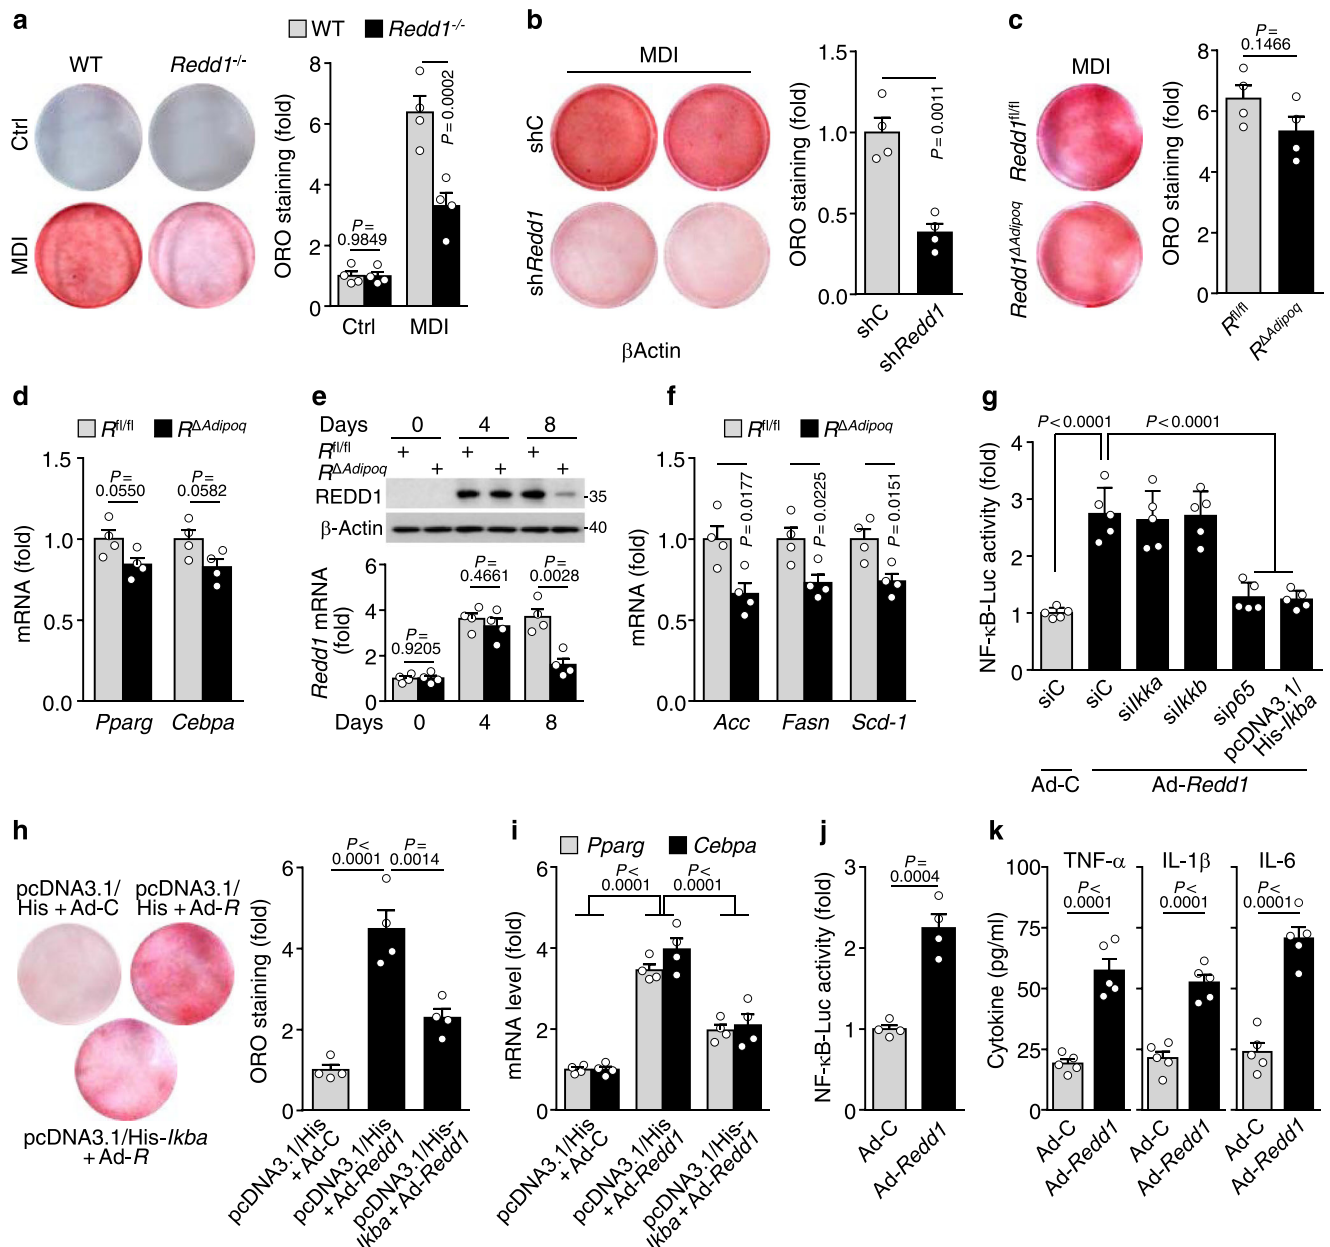 a
WT Redd1-/-
WT Redd1-/-
Ctrl
MDI
ORO staining (fold)
8
6
4
2
0
P=
0.9849
P=0.0002
Ctrl MDI
b
MDI
shC
shRedd1
βActin
ORO staining (fold)
1.5
1.0
0.5
0.0
P=0.0011
shC
shRedd1
c
MDI
Redd1fl/fl
Redd1ΔAdipoq
ORO staining (fold)
8
6
4
2
0
P=
0.1466
Rfl/fl
RΔAdipoq
d
Rfl/fl RΔAdipoq
mRNA (fold)
1.5
1.0
0.5
0.0
P=
0.0550
P=
0.0582
Pparg Cebpa
e
Days 0 4 8
Rfl/fl + + +
RΔAdipoq + + +
REDD1 -35
β-Actin -40
Redd1 mRNA
(fold)
6
4
2
0
P=
0.9205
P=
0.4661
P=
0.0028
Days 0 4 8
f
Rfl/fl RΔAdipoq
mRNA (fold)
1.5
1.0
0.5
0.0
P=0.0177
P=0.0225
P=0.0151
Acc Fasn Scd-1
g
NF-κB-Luc activity (fold)
4
3
2
1
0
P<0.0001 P<0.0001
siC
siC
siIkka
siIkkb
sip65
pcDNA3.1/
His-Ikba
Ad-C Ad-Redd1
h
pcDNA3.1/
His+Ad-C
pcDNA3.1/
His+Ad-R
pcDNA3.1/His-Ikba
+Ad-R
ORO staining (fold)
6
4
2
0
P<
0.0001
P=
0.0014
pcDNA3.1/His
+Ad-C
pcDNA3.1/His
+Ad-Redd1
pcDNA3.1/His-
Ikba+Ad-Redd1
i
Pparg Cebpa
mRNA level (fold)
6
4
2
0
P<
0.0001
P<
0.0001
pcDNA3.1/His
+Ad-C
pcDNA3.1/His
+Ad-Redd1
pcDNA3.1/His-
Ikba+Ad-Redd1
j
NF-κB-Luc activity (fold)
3
2
1
0
P=
0.0004
Ad-C
Ad-Redd1
k
Cytokine (pg/ml)
100
75
50
25
0
TNF-α IL-1β IL-6
P<
0.0001
P<
0.0001
P<
0.0001
Ad-C
Ad-Redd1
Ad-C
Ad-Redd1
Ad-C
Ad-Redd1